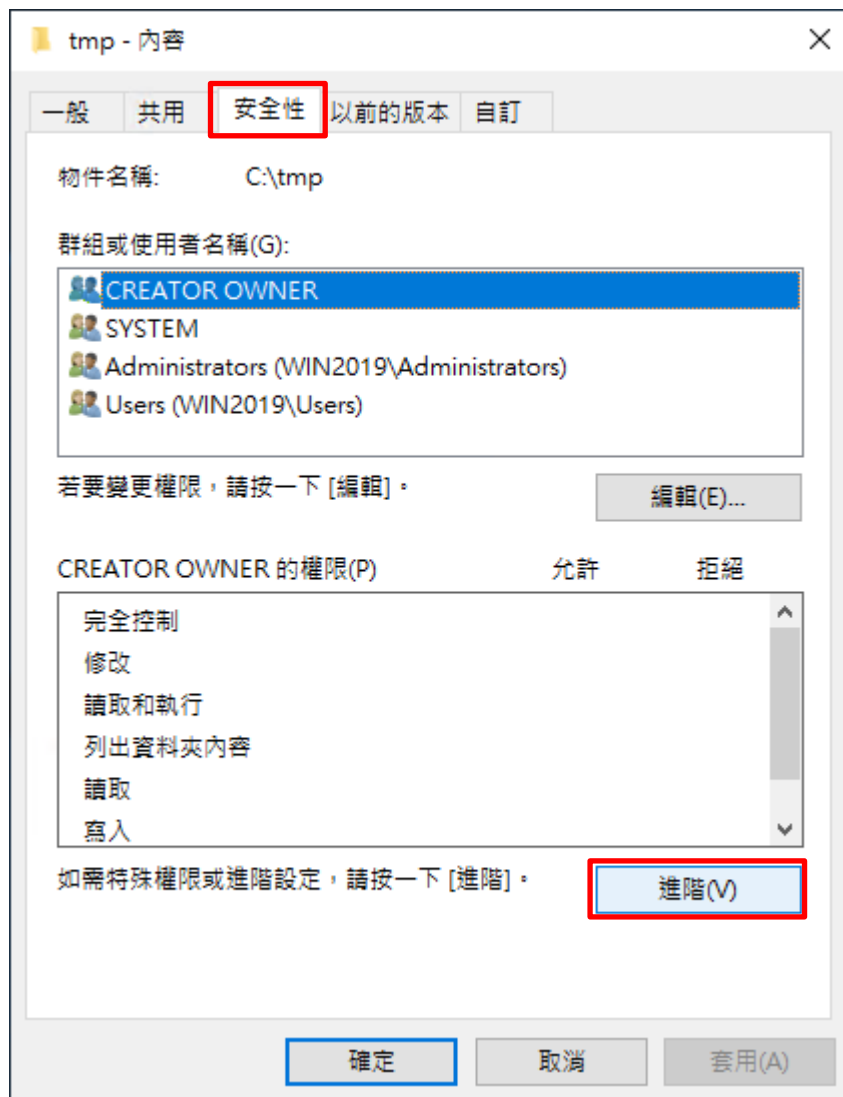 tmp - 內容
一般 共用 安全性 以前的版本 自訂
物件名稱: C:\tmp
群組或使用者名稱(G):
CREATOR OWNER
SYSTEM
Administrators (WIN2019\Administrators)
Users (WIN2019\Users)
若要變更權限，請按一下 [編輯]。
編輯(E)...
CREATOR OWNER 的權限(P) 允許 拒絕
完全控制
修改
讀取和執行
列出資料夾內容
讀取
寫入
如需特殊權限或進階設定，請按一下 [進階]。
進階(V)
確定 取消 套用(A)